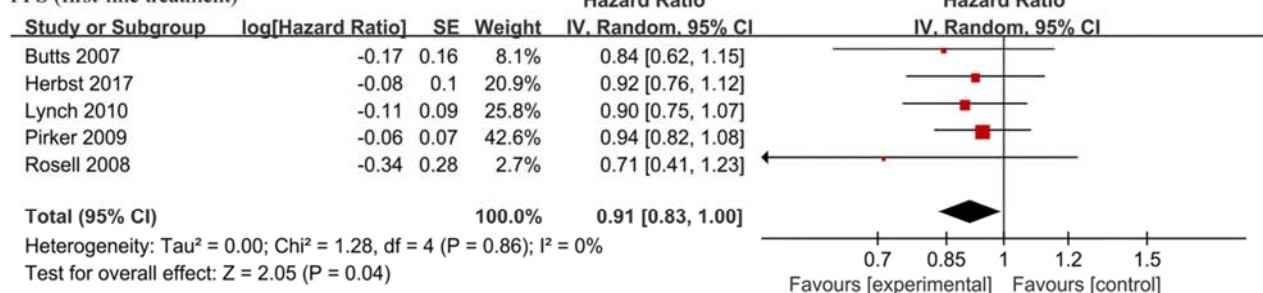 PFS (first-line treatment)
Hazard Ratio Hazard Ratio
Study or Subgroup log[Hazard Ratio] SE Weight IV, Random, 95% CI IV, Random, 95% CI
Butts 2007 -0.17 0.16 8.1% 0.84 [0.62, 1.15]
Herbst 2017 -0.08 0.1 20.9% 0.92 [0.76, 1.12]
Lynch 2010 -0.11 0.09 25.8% 0.90 [0.75, 1.07]
Pirker 2009 -0.06 0.07 42.6% 0.94 [0.82, 1.08]
Rosell 2008 -0.34 0.28 2.7% 0.71 [0.41, 1.23]
Total (95% CI) 100.0% 0.91 [0.83, 1.00]
Heterogeneity: Tau² = 0.00; Chi² = 1.28, df = 4 (P = 0.86); I² = 0%
Test for overall effect: Z = 2.05 (P = 0.04)
0.7 0.85 1 1.2 1.5
Favours [experimental] Favours [control]